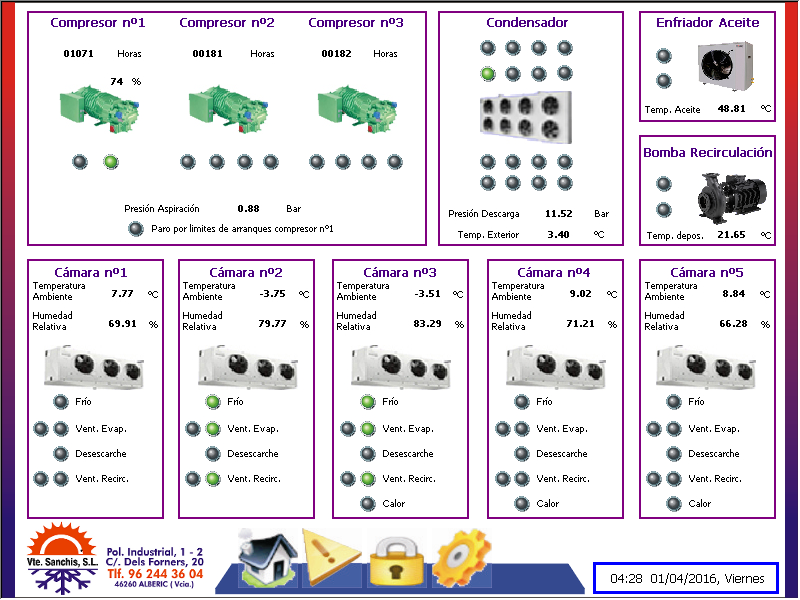 Compresor nº1
Compresor nº2
Compresor nº3
01071 Horas
00181 Horas
00182 Horas
74 %
Presión Aspiración 0.88 Bar
Paro por limites de arranques compresor nº1
Condensador
Presión Descarga 11.52 Bar
Temp. Exterior 3.40 ºC
Enfriador Aceite
Temp. Aceite 48.81 ºC
Bomba Recirculación
Temp. depos. 21.65 ºC
Cámara nº1
Temperatura
Ambiente 7.77 ºC
Humedad
Relativa 69.91 %
Frío
Vent. Evap.
Desescarche
Vent. Recirc.
Cámara nº2
Temperatura
Ambiente -3.75 ºC
Humedad
Relativa 79.77 %
Frío
Vent. Evap.
Desescarche
Vent. Recirc.
Cámara nº3
Temperatura
Ambiente -3.51 ºC
Humedad
Relativa 83.29 %
Frío
Vent. Evap.
Desescarche
Vent. Recirc.
Calor
Cámara nº4
Temperatura
Ambiente 9.02 ºC
Humedad
Relativa 71.21 %
Frío
Vent. Evap.
Desescarche
Vent. Recirc.
Calor
Cámara nº5
Temperatura
Ambiente 8.84 ºC
Humedad
Relativa 66.28 %
Frío
Vent. Evap.
Desescarche
Vent. Recirc.
Calor
Vte. Sanchis, S.L.
Pol. Industrial, 1 - 2
C/. Dels Forners, 20
Tlf. 96 244 36 04
46260 ALBERIC ( Vcia.)
04:28 01/04/2016, Viernes